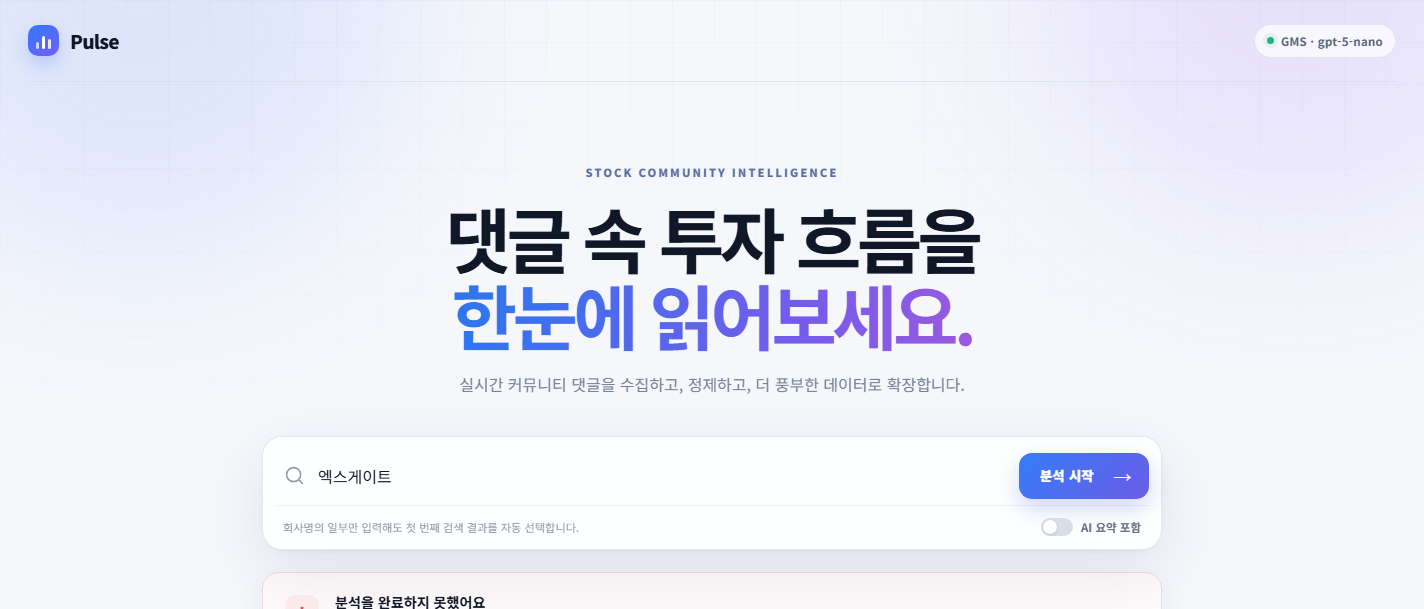 Pulse
GMS · gpt-5-nano
STOCK COMMUNITY INTELLIGENCE
댓글 속 투자 흐름을
한눈에 읽어보세요.
실시간 커뮤니티 댓글을 수집하고, 정제하고, 더 풍부한 데이터로 확장합니다.
엑스게이트
분석 시작 →
회사명의 일부만 입력해도 첫 번째 검색 결과를 자동 선택합니다.
AI 요약 포함
분석을 완료하지 못했어요